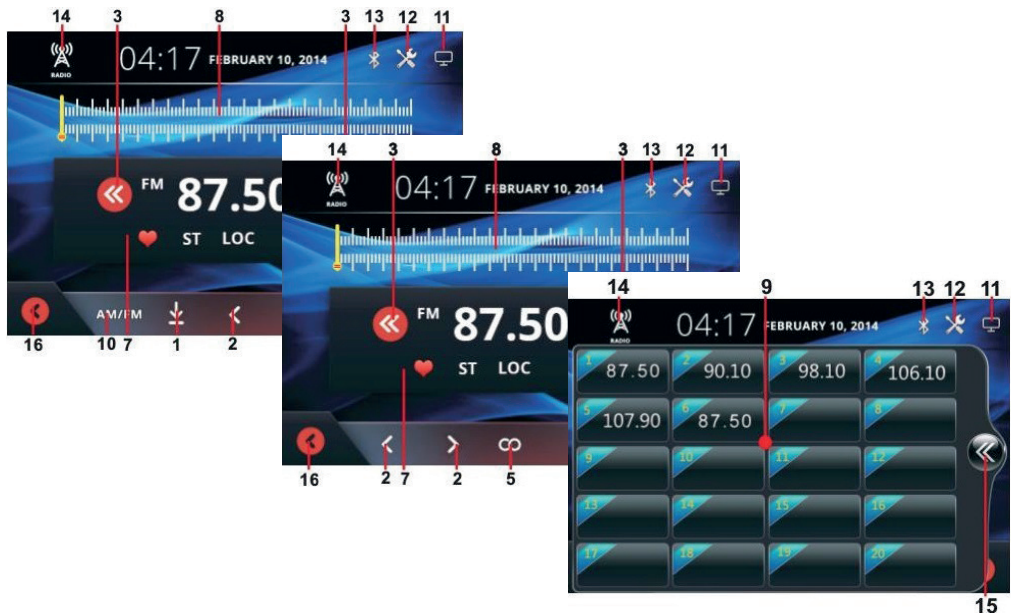 14 3 8 3 13 12 11
04:17 FEBRUARY 10, 2014
RADIO
FM 87.50
ST LOC
AM/FM
16 10 7 1 2
14 3 8 3 13 12 11
04:17 FEBRUARY 10, 2014
RADIO
FM 87.50
ST LOC
16 2 7 2 5
14 9 13 12 11
04:17 FEBRUARY 10, 2014
RADIO
1 87.50 2 90.10 3 98.10 4 106.10
5 107.90 6 87.50 7 8
9 10 11 12
13 14 15 16
17 18 19 20
15